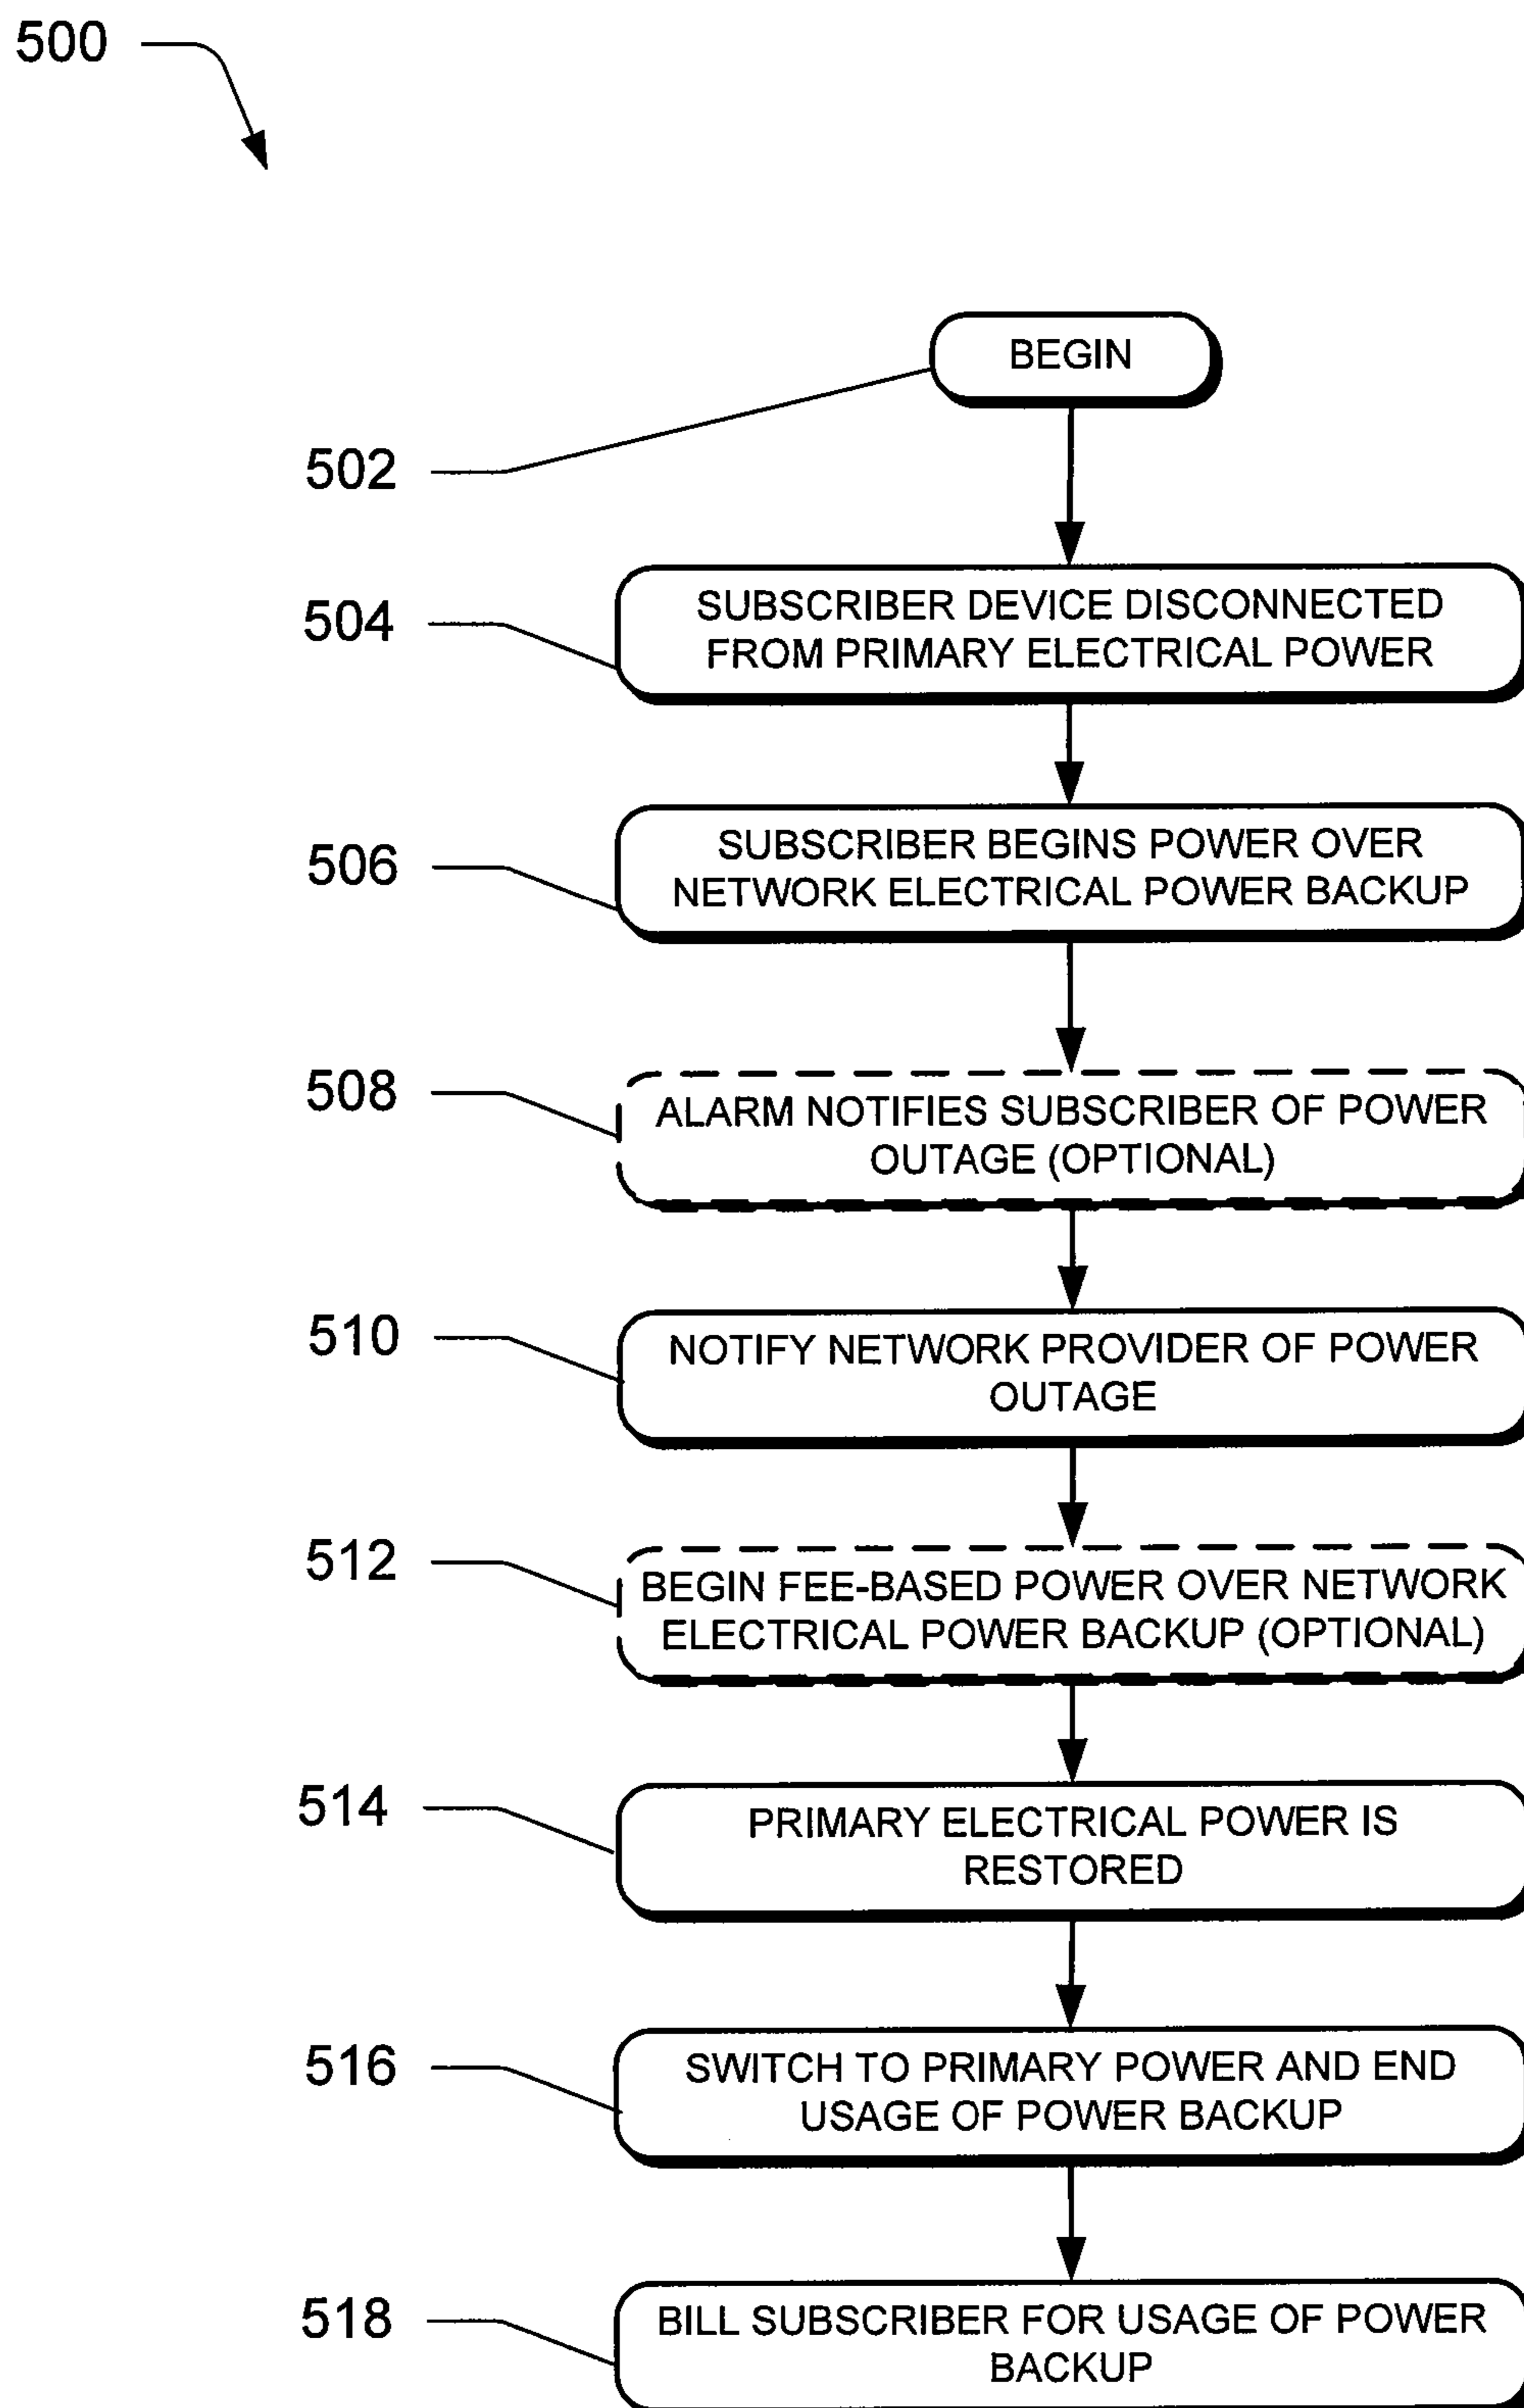 500
BEGIN
502
504
SUBSCRIBER DEVICE DISCONNECTED
FROM PRIMARY ELECTRICAL POWER
506
SUBSCRIBER BEGINS POWER OVER
NETWORK ELECTRICAL POWER BACKUP
508
ALARM NOTIFIES SUBSCRIBER OF POWER
OUTAGE (OPTIONAL)
510
NOTIFY NETWORK PROVIDER OF POWER
OUTAGE
512
BEGIN FEE-BASED POWER OVER NETWORK
ELECTRICAL POWER BACKUP (OPTIONAL)
514
PRIMARY ELECTRICAL POWER IS
RESTORED
516
SWITCH TO PRIMARY POWER AND END
USAGE OF POWER BACKUP
518
BILL SUBSCRIBER FOR USAGE OF POWER
BACKUP